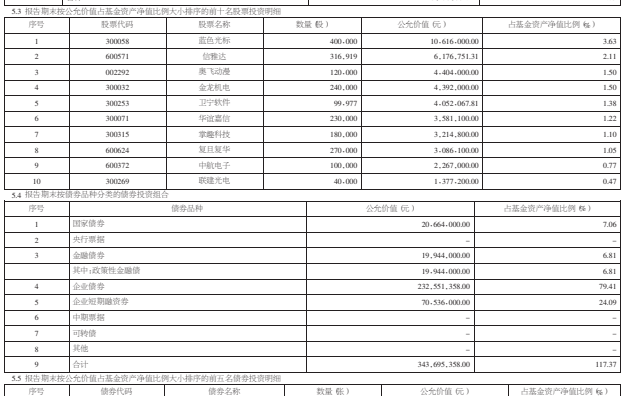 5.3 报告期末按公允价值占基金资产净值比例大小排序的前十名股票投资明细
序号 股票代码 股票名称 数量(股) 公允价值(元) 占基金资产净值比例(%)
1 300058 蓝色光标 400,000 10,616,000.00 3.63
2 600571 信雅达 316,919 6,176,751.31 2.11
3 002292 奥飞动漫 120,000 4,404,000.00 1.50
4 300032 金龙机电 240,000 4,392,000.00 1.50
5 300253 卫宁软件 99,977 4,052,067.81 1.38
6 300071 华谊嘉信 230,000 3,581,100.00 1.22
7 300315 掌趣科技 180,000 3,214,800.00 1.10
8 600624 复旦复华 270,000 3,086,100.00 1.05
9 600372 中航电子 100,000 2,267,000.00 0.77
10 300269 联建光电 40,000 1,377,200.00 0.47
5.4 报告期末按债券品种分类的债券投资组合
序号 债券品种 公允价值(元) 占基金资产净值比例(%)
1 国家债券 20,664,000.00 7.06
2 央行票据 - -
3 金融债券 19,944,000.00 6.81
其中:政策性金融债 19,944,000.00 6.81
4 企业债券 232,551,358.00 79.41
5 企业短期融资券 70,536,000.00 24.09
6 中期票据 - -
7 可转债 - -
8 其他 - -
9 合计 343,695,358.00 117.37
5.5 报告期末按公允价值占基金资产净值比例大小排序的前五名债券投资明细
序号 债券代码 债券名称 数量(张) 公允价值(元) 占基金资产净值比例(%)